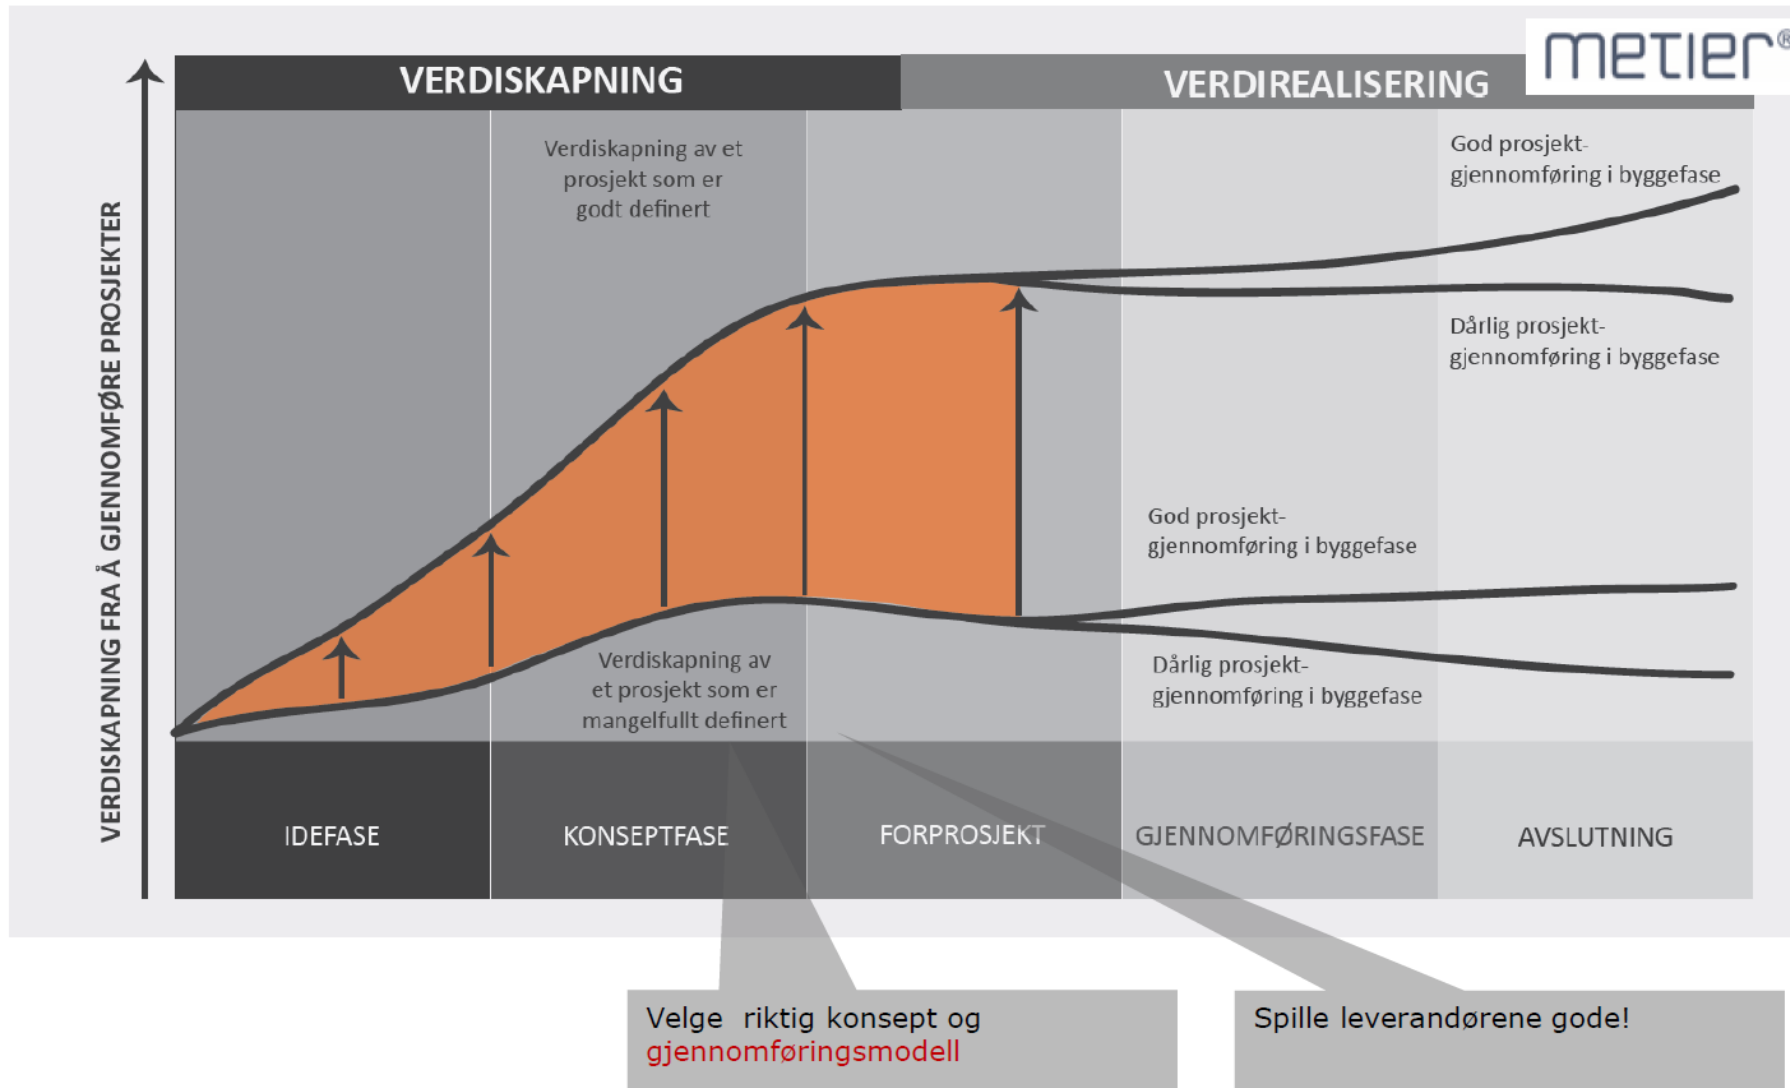 metier®
VERDISKAPNING
VERDIREALISERING
VERDISKAPNING FRA Å GJENNOMFØRE PROSJEKTER
Verdiskapning av et
prosjekt som er
godt definert
God prosjekt-
gjennomføring i byggefase
Dårlig prosjekt-
gjennomføring i byggefase
God prosjekt-
gjennomføring i byggefase
Dårlig prosjekt-
gjennomføring i byggefase
Verdiskapning av
et prosjekt som er
mangelfullt definert
IDEFASE
KONSEPTFASE
FORPROSJEKT
GJENNOMFØRINGSFASE
AVSLUTNING
Velge riktig konsept og
gjennomføringsmodell
Spille leverandørene gode!